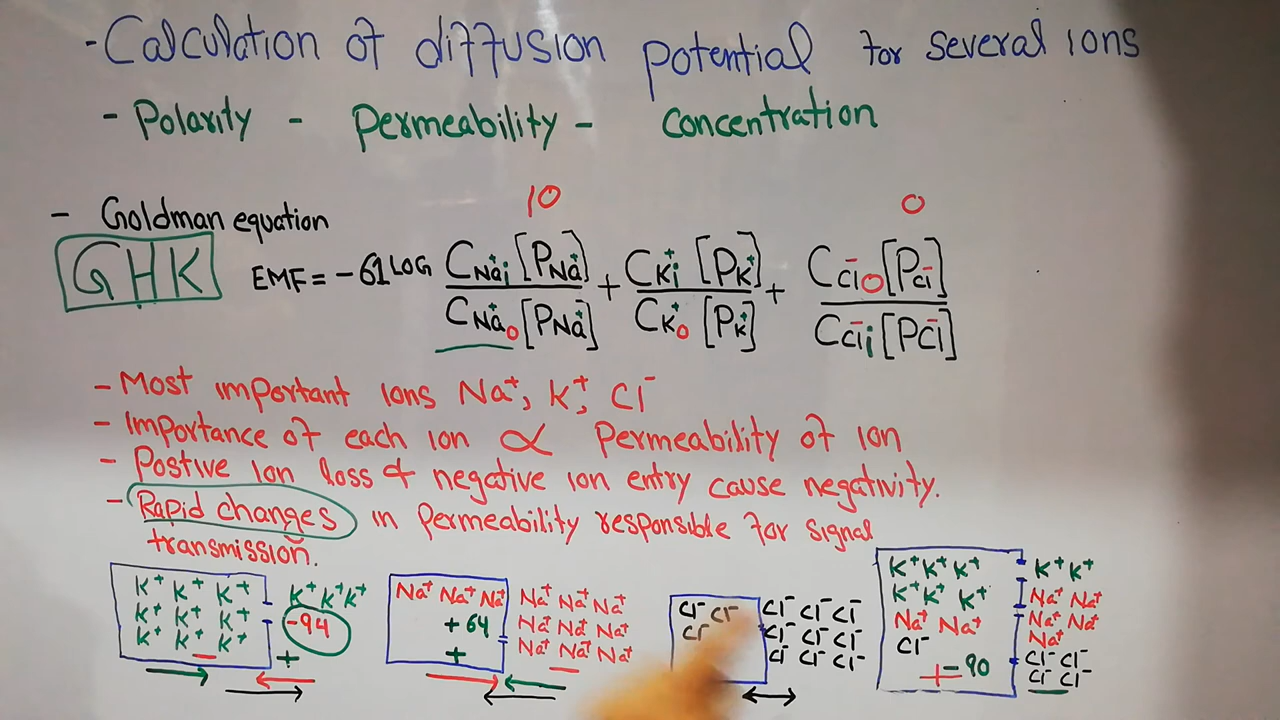 - Calculation of diffusion potential for several ions
- Polarity - Permeability - concentration
- Goldman equation 10 0
GHK EMF = -61 LOG CNa⁺i [PNa⁺] / CNa⁺o [PNa⁺] + CK⁺i [PK⁺] / CK⁺o [PK⁺] + CCl⁻o [PCl⁻] / CCl⁻i [PCl⁻]
- Most important ions Na⁺, K⁺, Cl⁻
- Importance of each ion ∝ Permeability of ion
- Postive ion loss & negative ion entry cause negativity.
- Rapid changes in permeability responsible for signal
transmission.
K⁺ K⁺ K⁺
K⁺ K⁺ K⁺
K⁺ K⁺ K⁺
-
K⁺ K⁺ K⁺
-94
+
Na⁺ Na⁺ Na⁺
+64
+
Na⁺ Na⁺ Na⁺
Na⁺ Na⁺ Na⁺
Na⁺ Na⁺ Na⁺
-
Cl⁻ Cl⁻
Cl⁻
Cl⁻ Cl⁻ Cl⁻
Cl⁻ Cl⁻ Cl⁻
Cl⁻ Cl⁻ Cl⁻
K⁺ K⁺ K⁺
K⁺ K⁺ K⁺
Na⁺ Na⁺
Cl⁻
-90
K⁺ K⁺
Na⁺ Na⁺
Na⁺ Na⁺
Na⁺
Cl⁻ Cl⁻
Cl⁻ Cl⁻